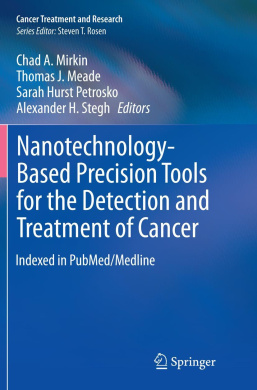 Cancer Treatment and Research
Series Editor: Steven T. Rosen
Chad A. Mirkin
Thomas J. Meade
Sarah Hurst Petrosko
Alexander H. Stegh Editors
Nanotechnology-
Based Precision Tools
for the Detection and
Treatment of Cancer
Indexed in PubMed/Medline
Springer